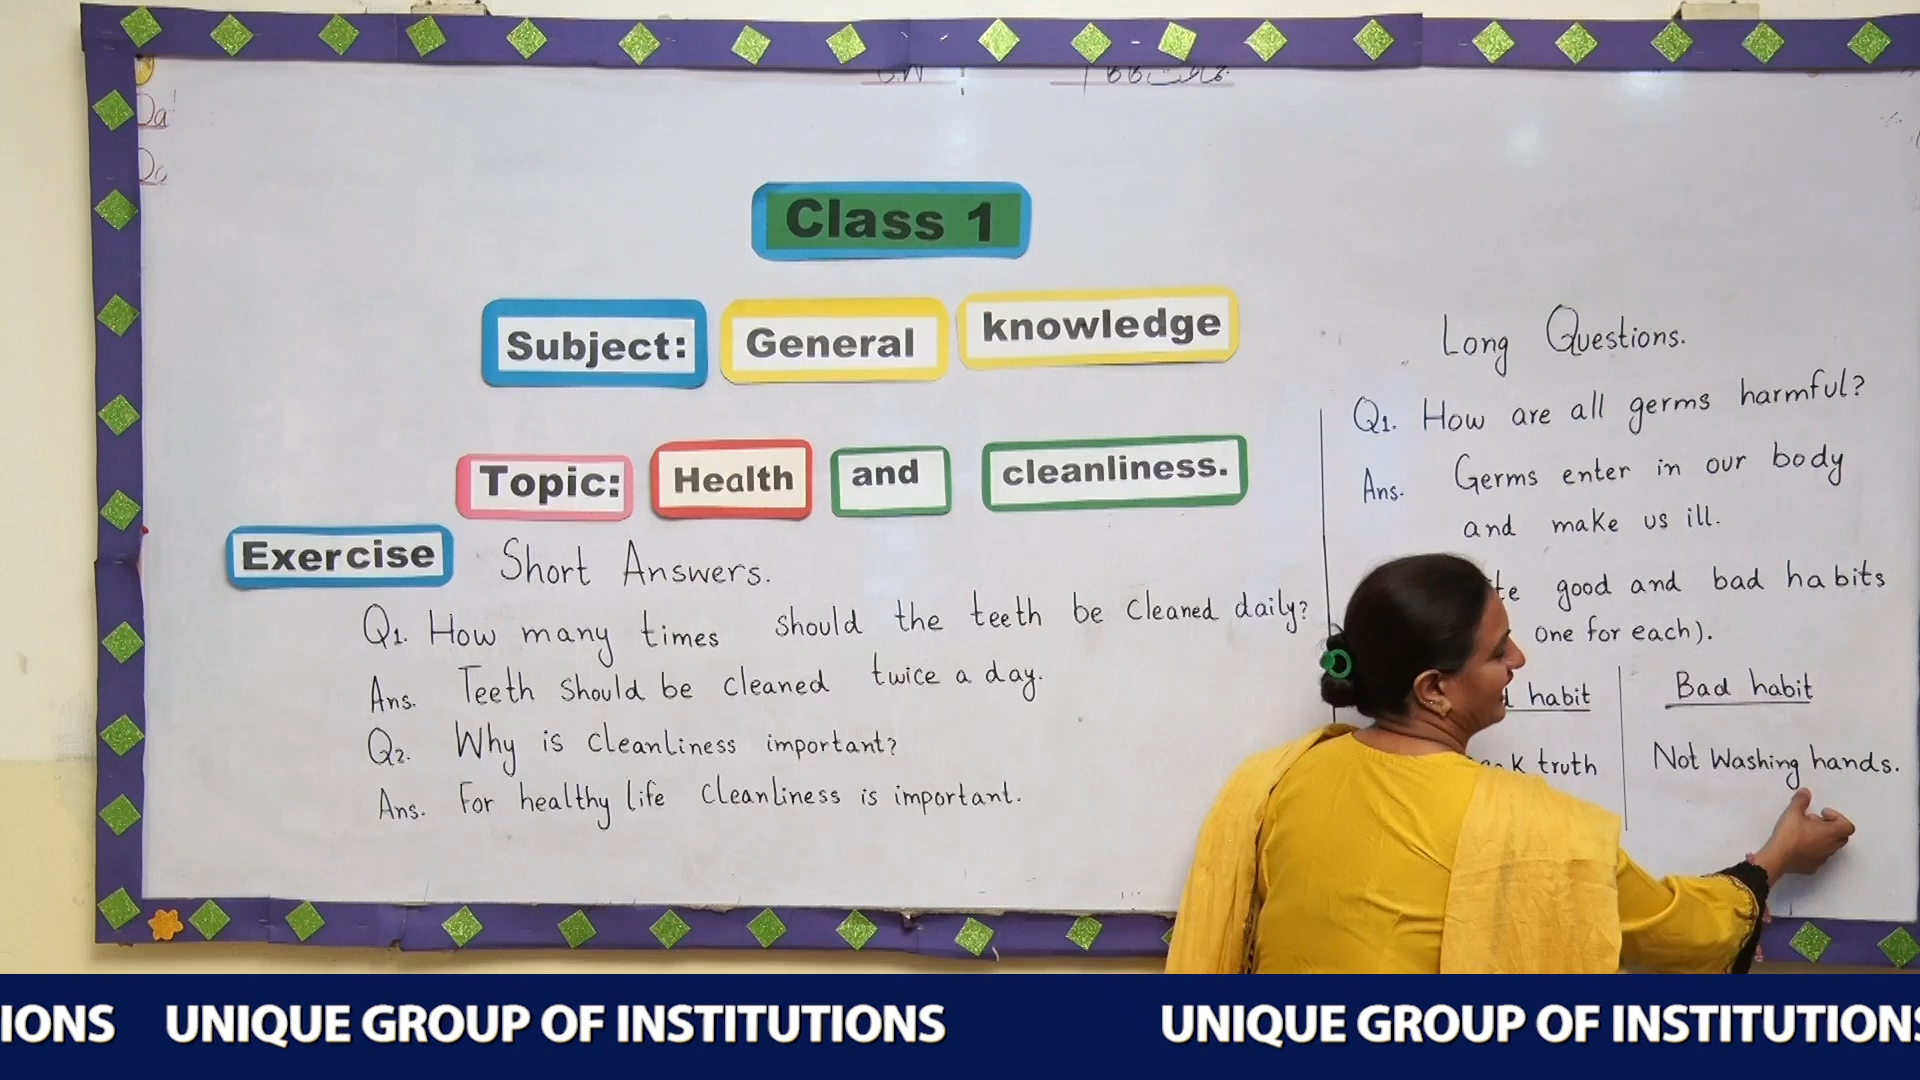 Class 1
Subject: General knowledge
Topic: Health and cleanliness.
Exercise Short Answers.
Q1. How many times should the teeth be cleaned daily?
Ans. Teeth should be cleaned twice a day.
Q2. Why is cleanliness important?
Ans. For healthy life cleanliness is important.
Long Questions.
Q1. How are all germs harmful?
Ans. Germs enter in our body
and make us ill.
good and bad habits
one for each).
habit
truth
Bad habit
Not Washing hands.
IONS UNIQUE GROUP OF INSTITUTIONS UNIQUE GROUP OF INSTITUTIONS